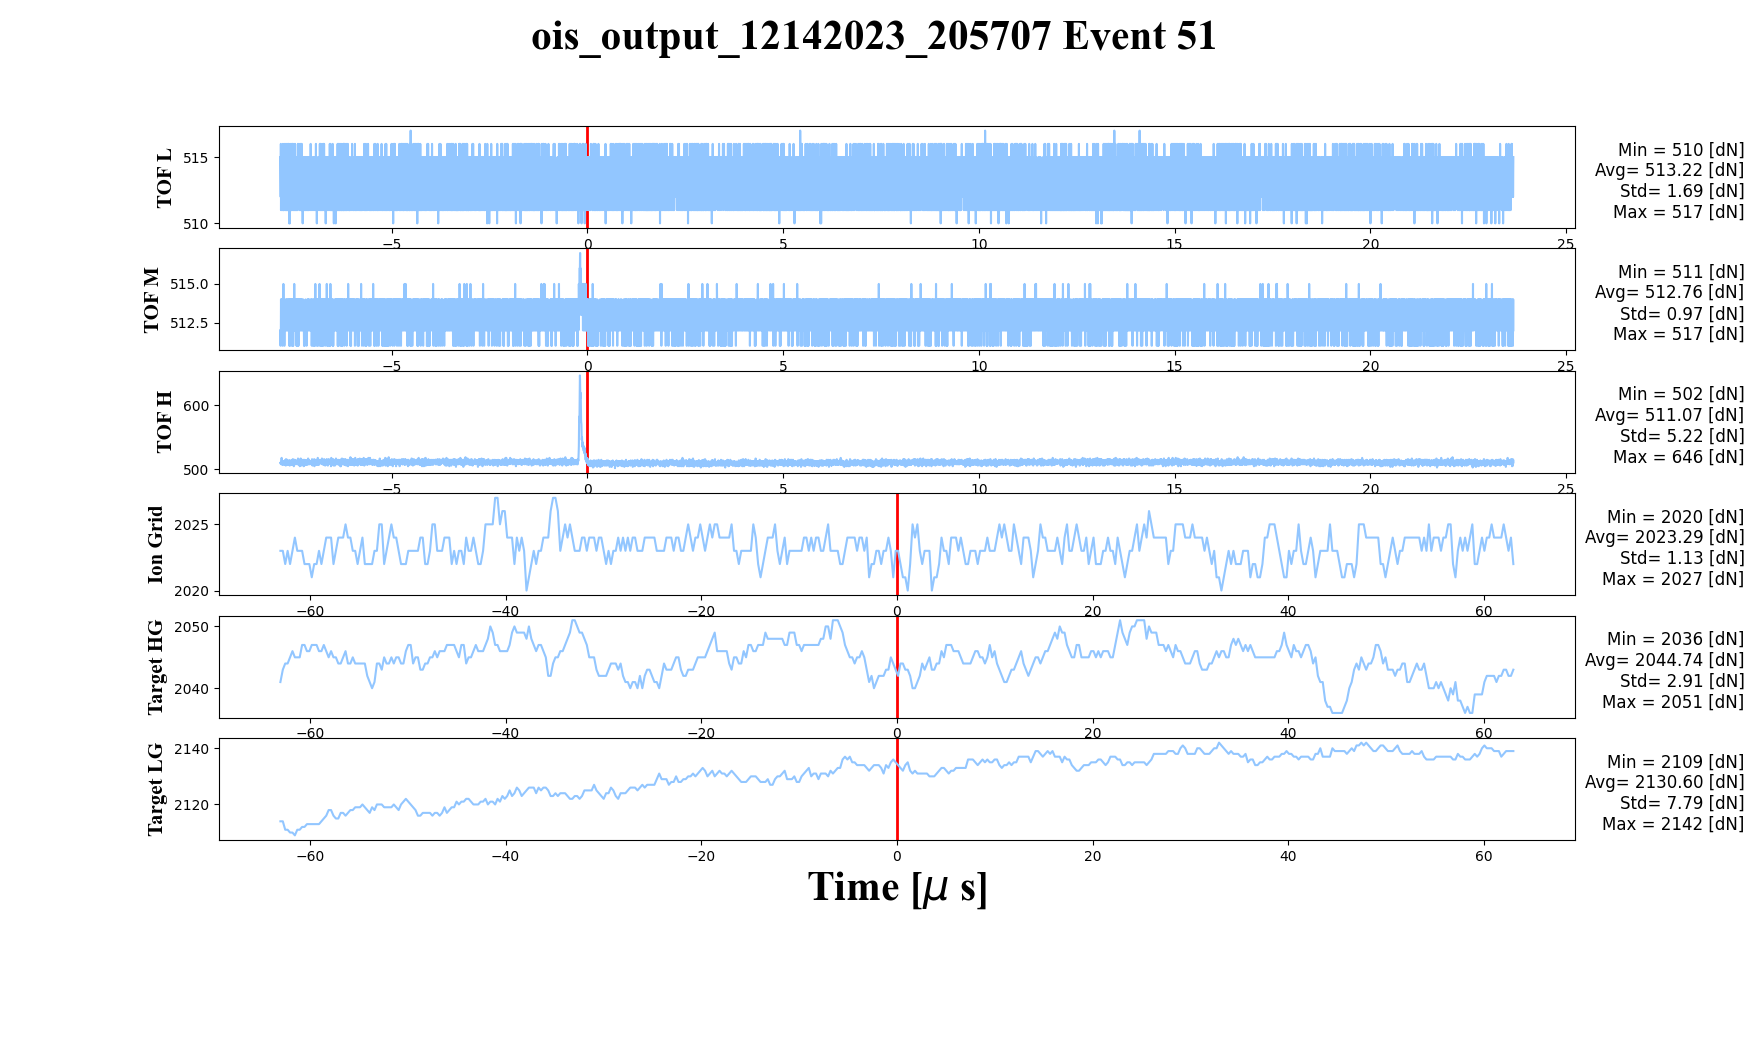 ois_output_12142023_205707 Event 51
TOF L
515
510
−5
0
5
10
15
20
25
Min = 510 [dN]
Avg= 513.22 [dN]
Std= 1.69 [dN]
Max = 517 [dN]
TOF M
515.0
512.5
−5
0
5
10
15
20
25
Min = 511 [dN]
Avg= 512.76 [dN]
Std= 0.97 [dN]
Max = 517 [dN]
TOF H
600
500
−5
0
5
10
15
20
25
Min = 502 [dN]
Avg= 511.07 [dN]
Std= 5.22 [dN]
Max = 646 [dN]
Ion Grid
2025
2020
−60
−40
−20
0
20
40
60
Min = 2020 [dN]
Avg= 2023.29 [dN]
Std= 1.13 [dN]
Max = 2027 [dN]
Target HG
2050
2040
−60
−40
−20
0
20
40
60
Min = 2036 [dN]
Avg= 2044.74 [dN]
Std= 2.91 [dN]
Max = 2051 [dN]
Target LG
2140
2120
−60
−40
−20
0
20
40
60
Min = 2109 [dN]
Avg= 2130.60 [dN]
Std= 7.79 [dN]
Max = 2142 [dN]
Time [μ s]